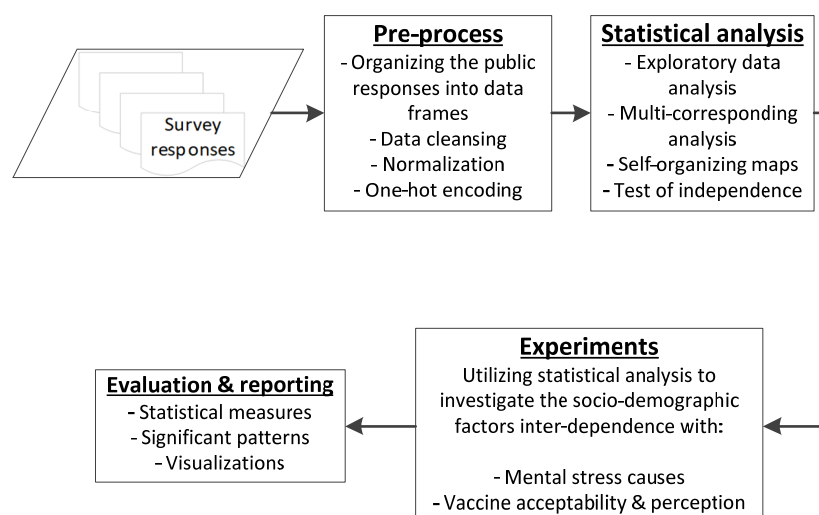 Survey
responses
Pre-process
- Organizing the public
responses into data
frames
- Data cleansing
- Normalization
- One-hot encoding
Statistical analysis
- Exploratory data
analysis
- Multi-corresponding
analysis
- Self-organizing maps
- Test of independence
Experiments
Utilizing statistical analysis to
investigate the socio-demographic
factors inter-dependence with:
- Mental stress causes
- Vaccine acceptability & perception
Evaluation & reporting
- Statistical measures
- Significant patterns
- Visualizations